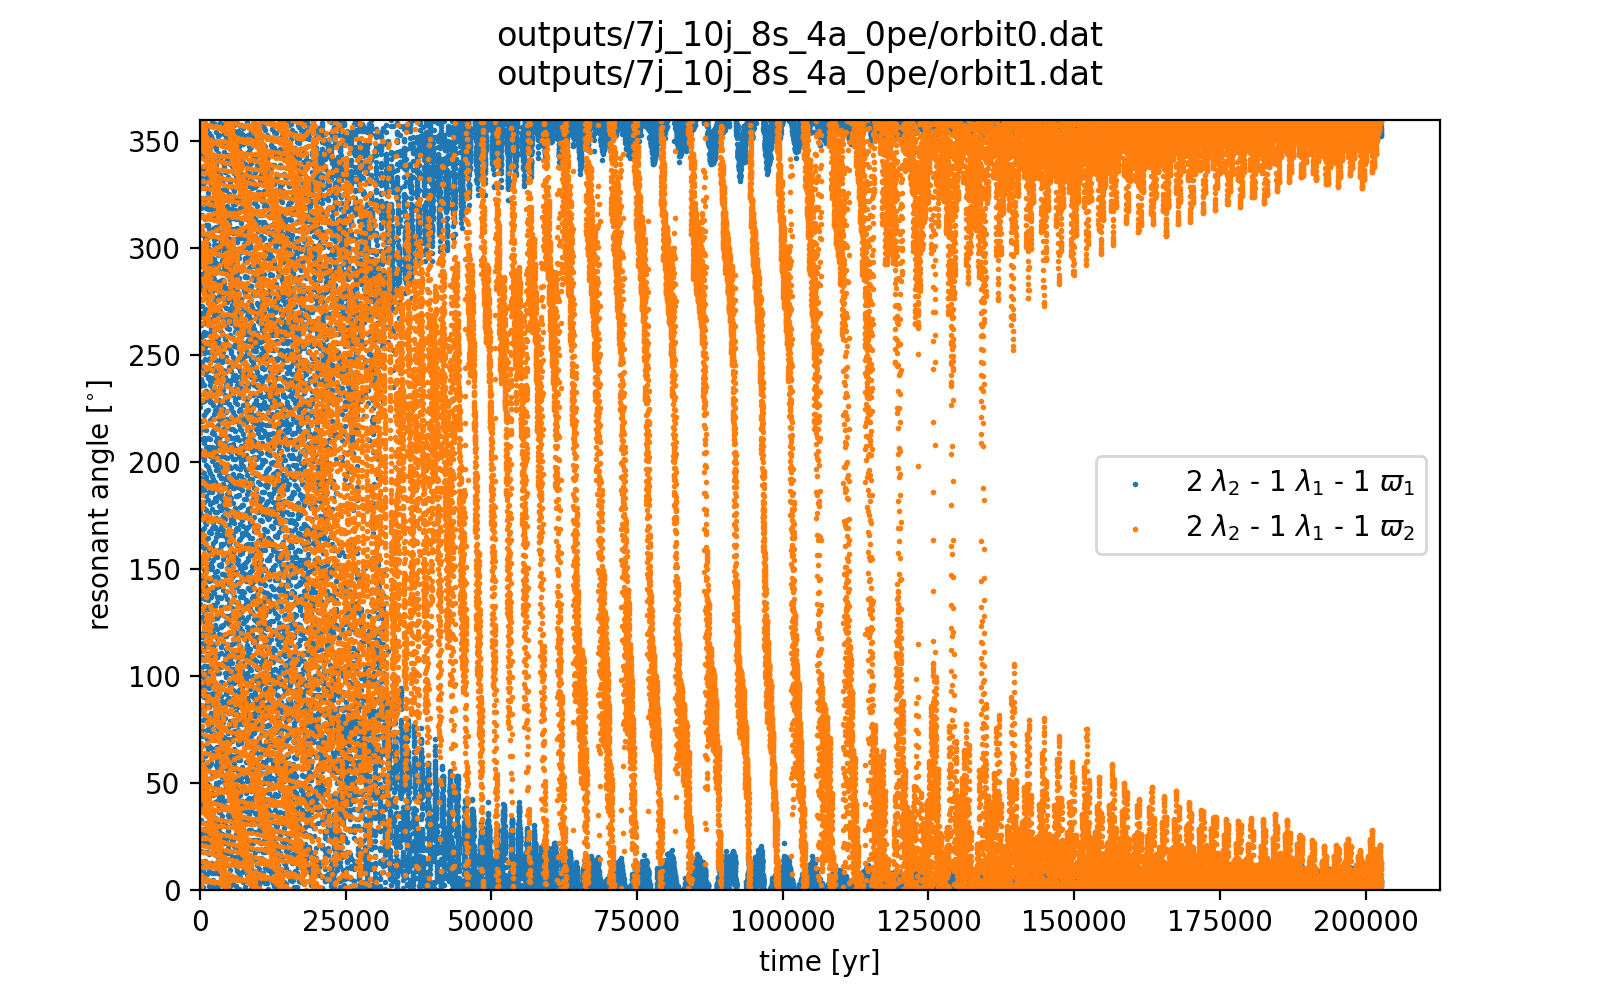 outputs/7j_10j_8s_4a_0pe/orbit0.dat
outputs/7j_10j_8s_4a_0pe/orbit1.dat
350
300
250
200
150
100
50
0
resonant angle [°]
2 λ₂ - 1 λ₁ - 1 ϖ₁
2 λ₂ - 1 λ₁ - 1 ϖ₂
0 25000 50000 75000 100000 125000 150000 175000 200000
time [yr]